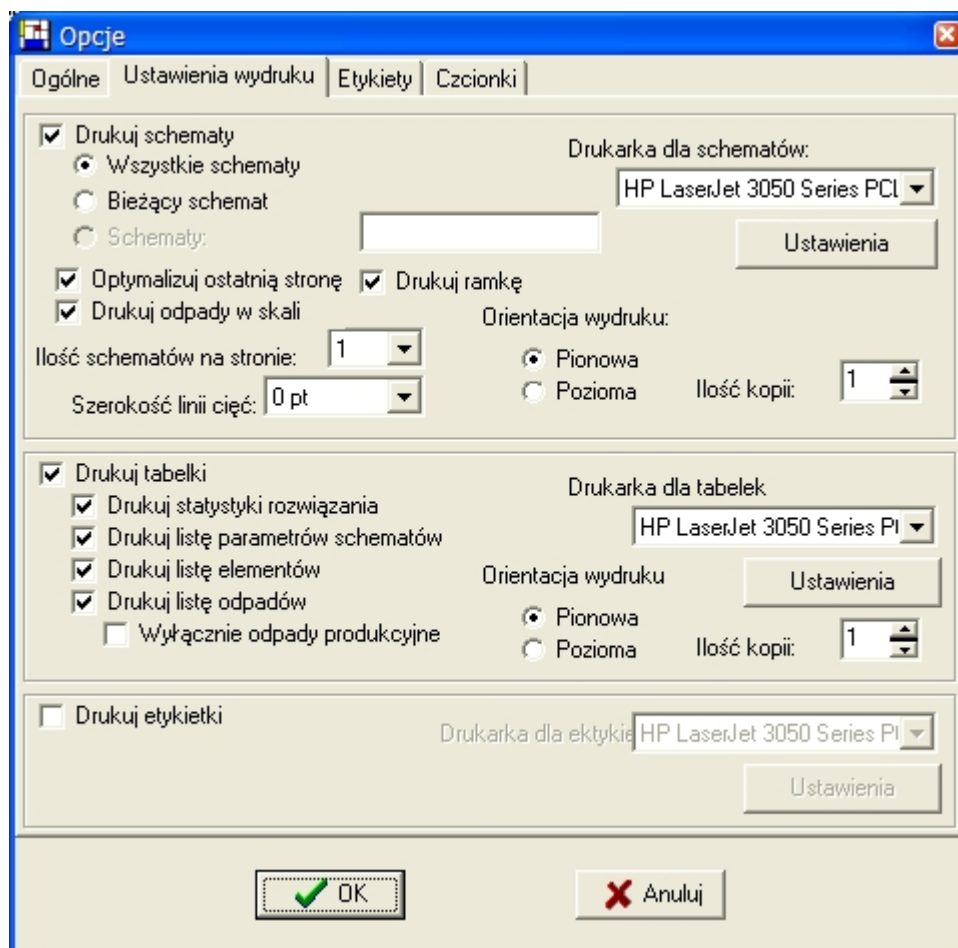 Opcje
Ogólne Ustawienia wydruku Etykiety Czcionki
Drukuj schematy
Wszystkie schematy
Drukarka dla schematów:
HP LaserJet 3050 Series PCL
Bieżący schemat
Schematy:
Ustawienia
Optymalizuj ostatnią stronę Drukuj ramkę
Drukuj odpady w skali
Orientacja wydruku:
Ilość schematów na stronie: 1
Pionowa
Szerokość linii cięć: 0 pt
Pozioma
Ilość kopii: 1
Drukuj tabelki
Drukarka dla tabelek
Drukuj statystyki rozwiązania
HP LaserJet 3050 Series P
Drukuj listę parametrów schematów
Drukuj listę elementów
Orientacja wydruku
Ustawienia
Drukuj listę odpadów
Pionowa
Wyłącznie odpady produkcyjne
Pozioma
Ilość kopii: 1
Drukuj etykietki
Drukarka dla ektykie HP LaserJet 3050 Series P
Ustawienia
OK Anuluj